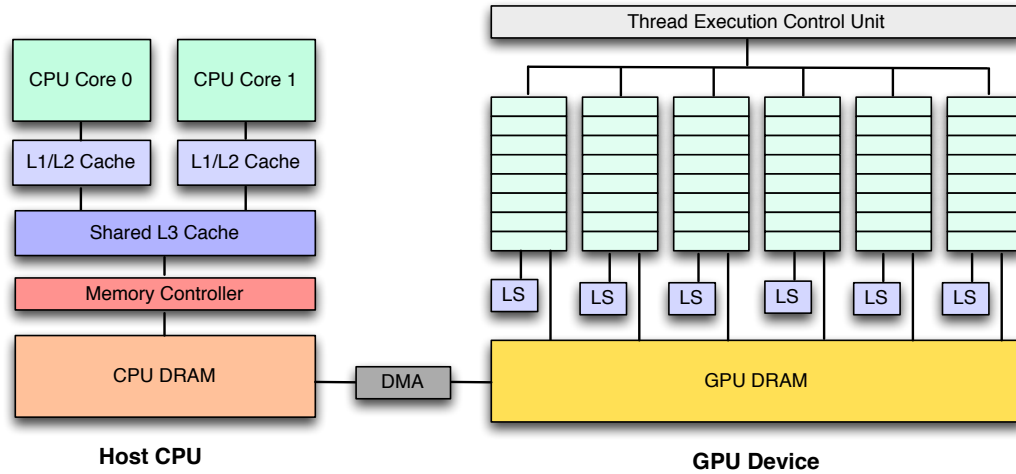 Thread Execution Control Unit
CPU Core 0
CPU Core 1
L1/L2 Cache
L1/L2 Cache
Shared L3 Cache
Memory Controller
CPU DRAM
Host CPU
DMA
LS
LS
LS
LS
LS
LS
GPU DRAM
GPU Device